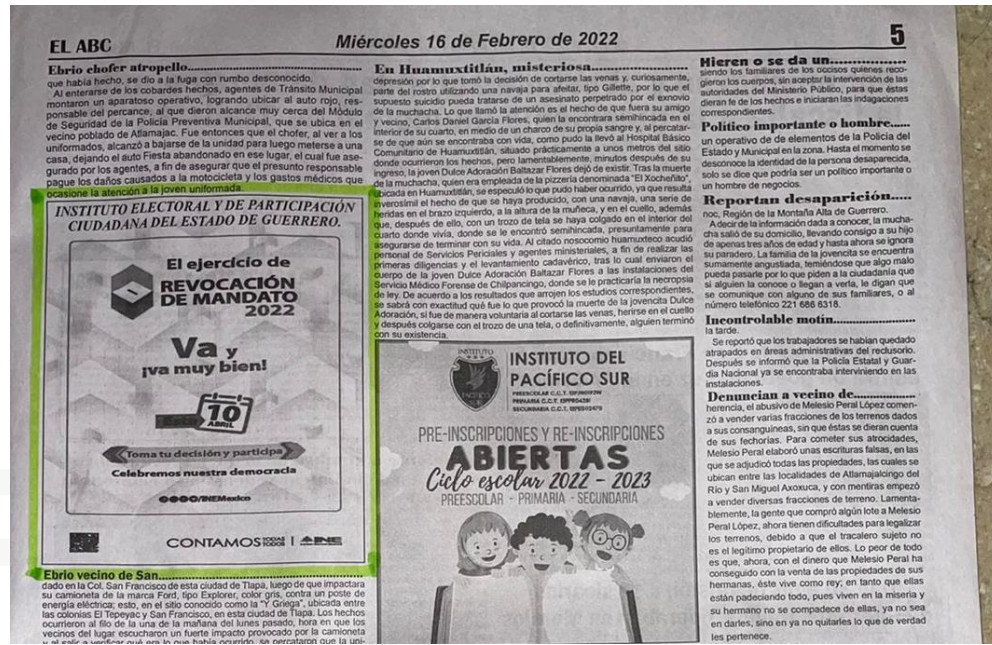 EL ABC
Miércoles 16 de Febrero de 2022
5
Ebrio chofer atropello
que había hecho, se dio a la fuga con rumbo desconocido.
Al enterarse de los cobardes hechos, agentes de Tránsito Municipal
montaron un aparatoso operativo, logrando ubicar al auto rojo, res-
ponsable del percance, al que dieron alcance muy cerca del Módulo
de Seguridad de la Policía Preventiva Municipal, que se ubica en el
vecino poblado de Atlamajac. Fue entonces que el chofer, al ver a los
uniformados, alcanzó a bajarse de la unidad para luego meterse a una
casa, dejando el auto Fiesta abandonado en ese lugar, el cual fue ase-
gurado por los agentes, a fin de asegurar que el presunto responsable
pague los daños causados a la motocicleta y los gastos médicos que
ocasione la atención a la joven uniformada.
INSTITUTO ELECTORAL Y DE PARTICIPACIÓN
CIUDADANA DEL ESTADO DE GUERRERO.
El ejercicio de
REVOCACIÓN
DE MANDATO
2022
Va y
¡va muy bien!
10
ABRIL
Toma tu decisión y participa
Celebremos nuestra democracia
/INEMexico
CONTAMOS TODAS TODOS | INE
Ebrio vecino de San
dado en la Col. San Francisco de esta ciudad de Tlapa, luego de que impactara
su camioneta de la marca Ford, tipo Explorer, color gris, contra un poste de
energía eléctrica; esto, en el sitio conocido como la "Y Griega", ubicada entre
las colonias El Tepeyac y San Francisco, en esta ciudad de Tlapa. Los hechos
ocurrieron al filo de la una de la mañana del lunes pasado, hora en que los
vecinos del lugar escucharon un fuerte impacto provocado por la camioneta
y al salir a verificar qué era lo que había ocurrido, se percataron que la uni-
En Huamuxtitlán, misteriosa
depresión por lo que tomó la decisión de cortarse las venas y, curiosamente,
parte del rostro utilizando una navaja para afeitar, tipo Gillette, por lo que el
supuesto suicidio pueda tratarse de un asesinato perpetrado por el exnovio
de la muchacha. Lo que llamó la atención es el hecho de que fuera su amigo
y vecino, Carlos Daniel García Flores, quien la encontrara semihincada en el
interior de su cuarto, en medio de un charco de su propia sangre y, al percatar-
se de que aún se encontraba con vida, como pudo la llevó al Hospital Básico
Comunitario de Huamuxtitlán, situado prácticamente a unos metros del sitio
donde ocurrieron los hechos, pero lamentablemente, minutos después de su
ingreso, la joven Dulce Adoración Baltazar Flores dejó de existir. Tras la muerte
de la muchacha, quien era empleada de la pizzería denominada "El Xocheñito",
ubicada en Huamuxtitlán, se especuló lo que pudo haber ocurrido, ya que resulta
inverosímil el hecho de que se haya producido, con una navaja, una serie de
heridas en el brazo izquierdo, a la altura de la muñeca, y en el cuello, además
que, después de ello, con un trozo de tela se haya colgado en el interior del
cuarto donde vivía, donde se le encontró semihincada, presuntamente para
asegurarse de terminar con su vida. Al citado nosocomio huamuxteco acudió
personal de Servicios Periciales y agentes ministeriales, a fin de realizar las
primeras diligencias y el levantamiento cadavérico, tras lo cual enviaron el
cuerpo de la joven Dulce Adoración Baltazar Flores a las instalaciones del
Servicio Médico Forense de Chilpancingo, donde se le practicaría la necropsia
de ley. De acuerdo a los resultados que arrojen los estudios correspondientes,
se sabrá con exactitud qué fue lo que provocó la muerte de la jovencita Dulce
Adoración, si fue de manera voluntaria al cortarse las venas, herirse en el cuello
y después colgarse con el trozo de una tela, o definitivamente, alguien terminó
con su existencia.
INSTITUTO
PACIFICO
INSTITUTO DEL
PACÍFICO SUR
PREESCOLAR C.C.T.
PRIMARIA C.C.T.
SECUNDARIA C.C.T.
PRE-INSCRIPCIONES Y RE-INSCRIPCIONES
ABIERTAS
Ciclo escolar 2022 - 2023
PREESCOLAR - PRIMARIA - SECUNDARIA
Hieren o se da un
siendo los familiares de los occisos quienes reco-
gieron los cuerpos, sin aceptar la intervención de las
autoridades del Ministerio Público, para que éstas
dieran fe de los hechos e iniciaran las indagaciones
correspondientes.
Político importante o hombre
un operativo de de elementos de la Policía del
Estado y Municipal en la zona. Hasta el momento se
desconoce la identidad de la persona desaparecida,
solo se dice que podría ser un político importante o
un hombre de negocios.
Reportan desaparición
noc, Región de la Montaña Alta de Guerrero.
A decir de la información dada a conocer, la mucha-
cha salió de su domicilio, llevando consigo a su hijo
de apenas tres años de edad y hasta ahora se ignora
su paradero. La familia de la jovencita se encuentra
sumamente angustiada, temiéndose que algo malo
pueda pasarle por lo que piden a la ciudadanía que
si alguien la conoce o llegan a verla, le digan que
se comunique con alguno de sus familiares, o al
número telefónico 221 686 6318.
Incontrolable motín
la tarde.
Se reportó que los trabajadores se habían quedado
atrapados en áreas administrativas del reclusorio.
Después se informó que la Policía Estatal y Guar-
dia Nacional ya se encontraba interviniendo en las
instalaciones.
Denuncian a vecino de
herencia, el abusivo de Melesio Peral López comen-
zó a vender varias fracciones de los terrenos dados
a sus consanguíneas, sin que éstas se dieran cuenta
de sus fechorías. Para cometer sus atrocidades,
Melesio Peral elaboró unas escrituras falsas, en las
que se adjudicó todas las propiedades, las cuales se
ubican entre las localidades de Atlamajalcingo del
Río y San Miguel Axoxuca, y con mentiras empezó
a vender diversas fracciones de terreno. Lamenta-
blemente, la gente que compró algún lote a Melesio
Peral López, ahora tienen dificultades para legalizar
los terrenos, debido a que el tracalero sujeto no
es el legítimo propietario de ellos. Lo peor de todo
es que, ahora, con el dinero que Melesio Peral ha
conseguido con la venta de las propiedades de sus
hermanas, éste vive como rey; en tanto que ellas
están padeciendo todo, pues viven en la miseria y
su hermano no se compadece de ellas, ya no sea
en darles, sino en ya no quitarles lo que de verdad
les pertenece.